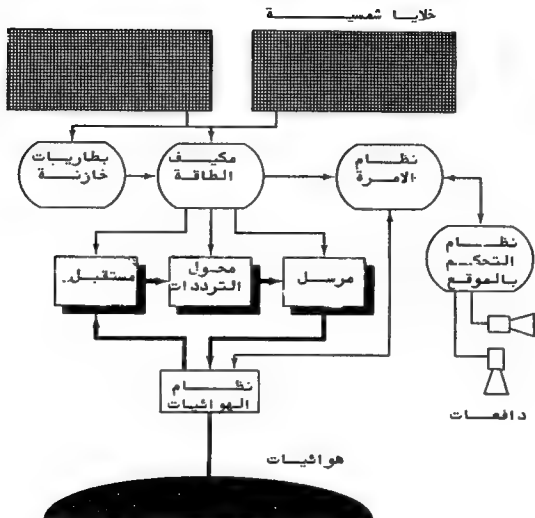 خلايا شمسية
بطاريات
خازنة
مكيف
الطاقة
نظام
الامرة
نظام
التحكم
بالموقع
مستقبل
محول
الترددات
مرسل
نظام
الهوائيات
دافعات
هوائيات